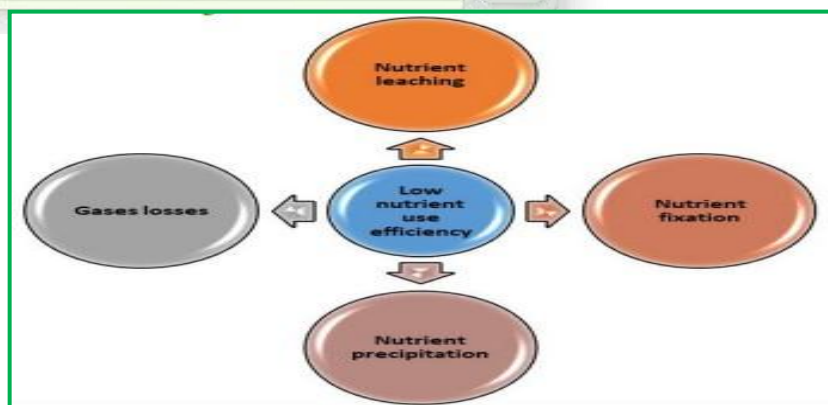 Nutrient
leaching
Gases losses
Low
nutrient
use
efficiency
Nutrient
fixation
Nutrient
precipitation